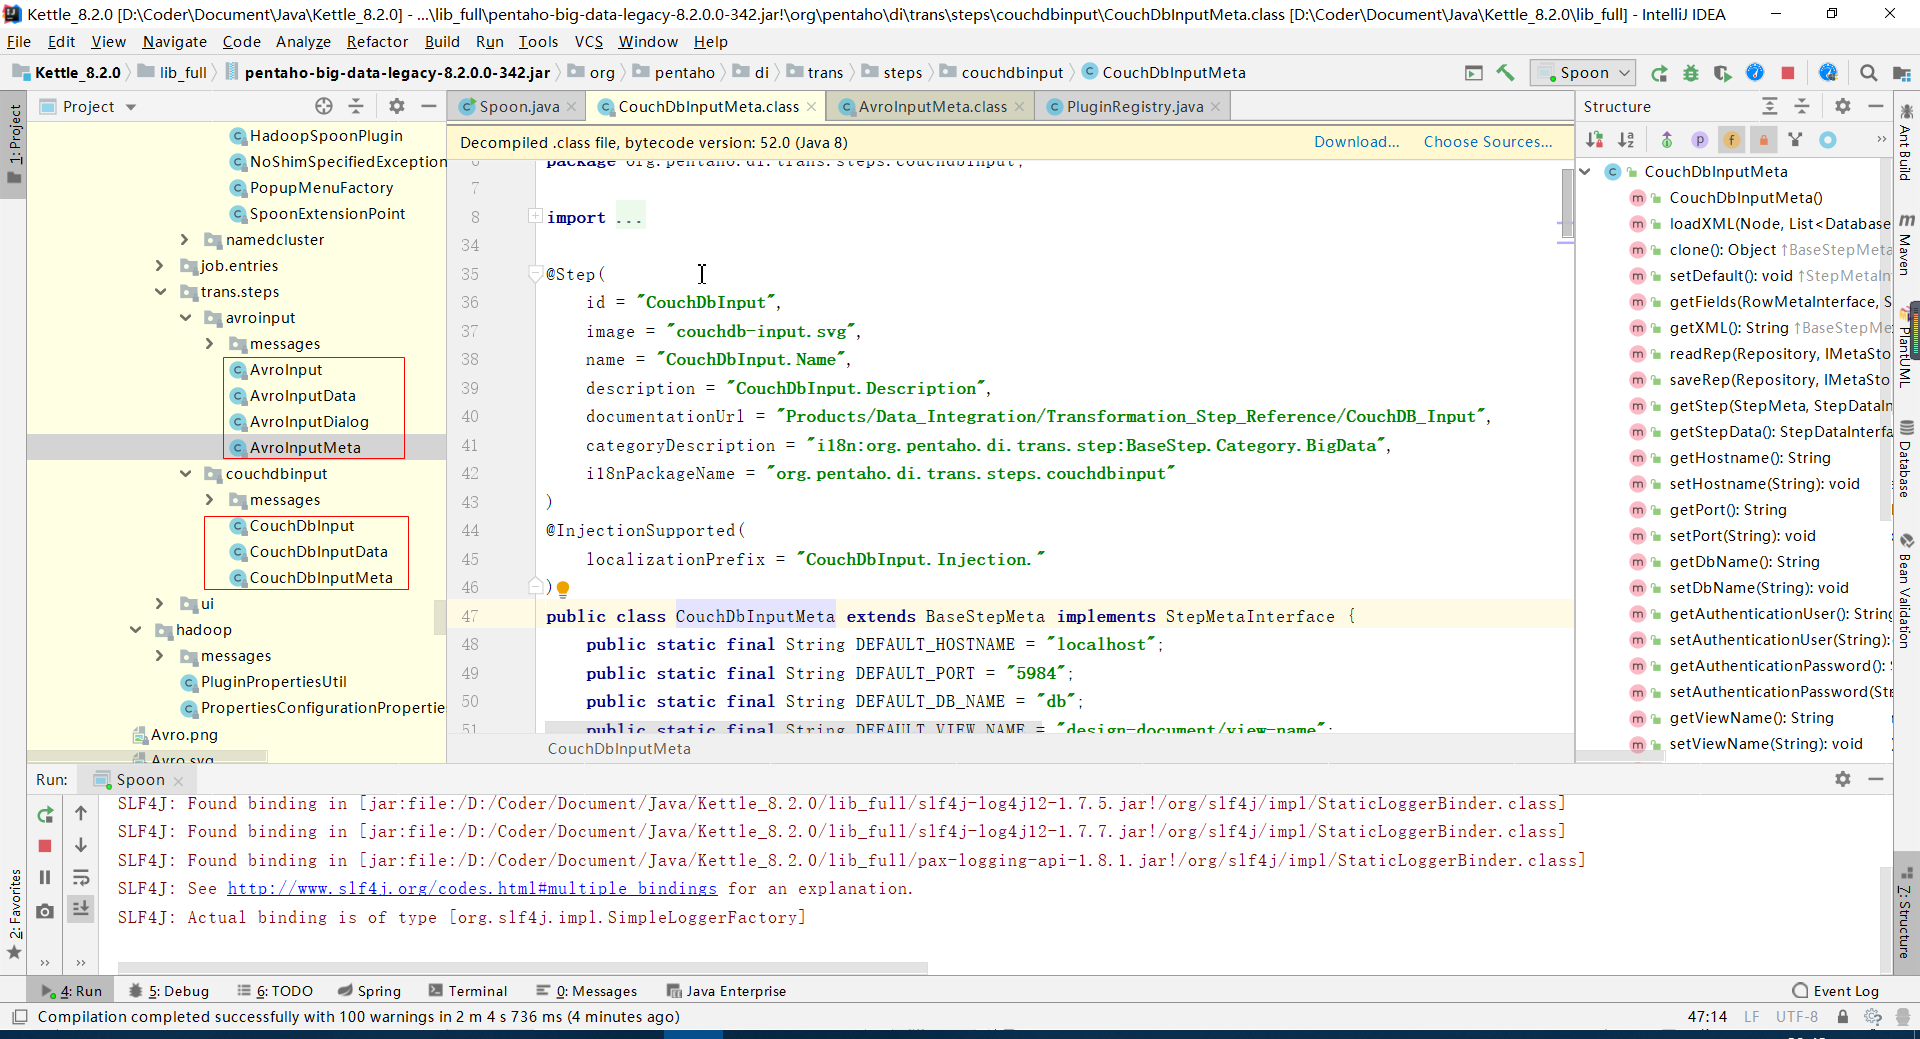 Kettle_8.2.0 [D:\Coder\Document\Java\Kettle_8.2.0] - ...\lib_full\pentaho-big-data-legacy-8.2.0.0-342.jar!\org\pentaho\di\trans\steps\couchdbinput\CouchDbInputMeta.class [D:\Coder\Document\Java\Kettle_8.2.0\lib_full] - IntelliJ IDEA
File Edit View Navigate Code Analyze Refactor Build Run Tools VCS Window Help
Kettle_8.2.0 lib_full pentaho-big-data-legacy-8.2.0.0-342.jar org pentaho di trans steps couchdbinput CouchDbInputMeta
Spoon
1: Project
Project
HadoopSpoonPlugin
NoShimSpecifiedException
PopupMenuFactory
SpoonExtensionPoint
namedcluster
job.entries
trans.steps
avroinput
messages
AvroInput
AvroInputData
AvroInputDialog
AvroInputMeta
couchdbinput
messages
CouchDbInput
CouchDbInputData
CouchDbInputMeta
ui
hadoop
messages
PluginPropertiesUtil
PropertiesConfigurationPropertie
Avro.png
Avro.svg
Spoon.java CouchDbInputMeta.class AvroInputMeta.class PluginRegistry.java
Decompiled .class file, bytecode version: 52.0 (Java 8)
Download... Choose Sources...
6 package org.pentaho.di.trans.steps.couchdbinput;
7
8 import ...
34
35 @Step(
36 id = "CouchDbInput",
37 image = "couchdb-input.svg",
38 name = "CouchDbInput.Name",
39 description = "CouchDbInput.Description",
40 documentationUrl = "Products/Data_Integration/Transformation_Step_Reference/CouchDB_Input",
41 categoryDescription = "i18n:org.pentaho.di.trans.step:BaseStep.Category.BigData",
42 i18nPackageName = "org.pentaho.di.trans.steps.couchdbinput"
43 )
44 @InjectionSupported(
45 localizationPrefix = "CouchDbInput.Injection."
46 )
47 public class CouchDbInputMeta extends BaseStepMeta implements StepMetaInterface {
48 public static final String DEFAULT_HOSTNAME = "localhost";
49 public static final String DEFAULT_PORT = "5984";
50 public static final String DEFAULT_DB_NAME = "db";
51 public static final String DEFAULT_VIEW_NAME = "design-document/view-name";
CouchDbInputMeta
Structure
CouchDbInputMeta
CouchDbInputMeta()
loadXML(Node, List<Database
clone(): Object ↑BaseStepMeta
setDefault(): void ↑StepMetaIn
getFields(RowMetaInterface, S
getXML(): String ↑BaseStepMe
readRep(Repository, IMetaSto
saveRep(Repository, IMetaSto
getStep(StepMeta, StepDataIn
getStepData(): StepDataInterfa
getHostname(): String
setHostname(String): void
getPort(): String
setPort(String): void
getDbName(): String
setDbName(String): void
getAuthenticationUser(): String
setAuthenticationUser(String):
getAuthenticationPassword():
setAuthenticationPassword(Str
getViewName(): String
setViewName(String): void
Ant Build
Maven
PlantUML
Database
Bean Validation
Z: Structure
Run: Spoon
SLF4J: Found binding in [jar:file:/D:/Coder/Document/Java/Kettle_8.2.0/lib_full/slf4j-log4j12-1.7.5.jar!/org/slf4j/impl/StaticLoggerBinder.class]
SLF4J: Found binding in [jar:file:/D:/Coder/Document/Java/Kettle_8.2.0/lib_full/slf4j-log4j12-1.7.7.jar!/org/slf4j/impl/StaticLoggerBinder.class]
SLF4J: Found binding in [jar:file:/D:/Coder/Document/Java/Kettle_8.2.0/lib_full/pax-logging-api-1.8.1.jar!/org/slf4j/impl/StaticLoggerBinder.class]
SLF4J: See http://www.slf4j.org/codes.html#multiple_bindings for an explanation.
SLF4J: Actual binding is of type [org.slf4j.impl.SimpleLoggerFactory]
2: Favorites
4: Run 5: Debug 6: TODO Spring Terminal 0: Messages Java Enterprise Event Log
Compilation completed successfully with 100 warnings in 2 m 4 s 736 ms (4 minutes ago)
47:14 LF UTF-8